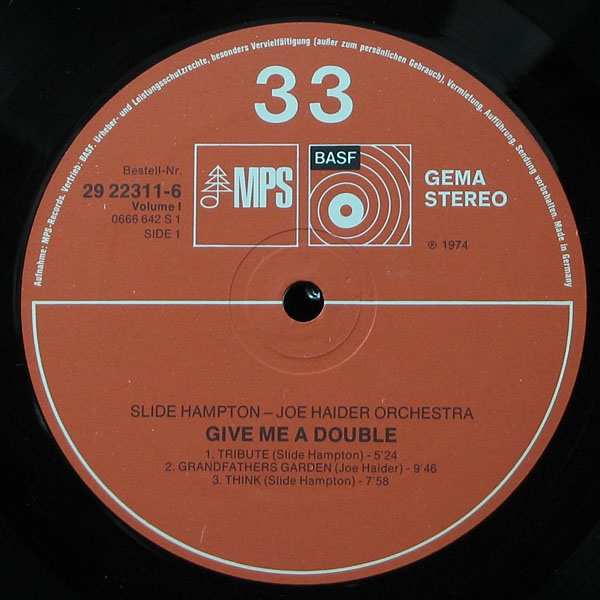 Aufnahme: MPS-Records. Vertrieb: BASF. Urheber- und Leistungsschutzrechte, besonders Vervielfältigung (außer zum persönlichen Gebrauch), Vermietung, Aufführung, Sendung vorbehalten. Made in Germany
33
Bestell-Nr.
29 22311-6
Volume I
0666 642 S 1
SIDE 1
MPS
BASF
GEMA
STEREO
℗ 1974
SLIDE HAMPTON – JOE HAIDER ORCHESTRA
GIVE ME A DOUBLE
1. TRIBUTE (Slide Hampton) - 5'24
2. GRANDFATHERS GARDEN (Joe Haider) - 9'46
3. THINK (Slide Hampton) - 7'58